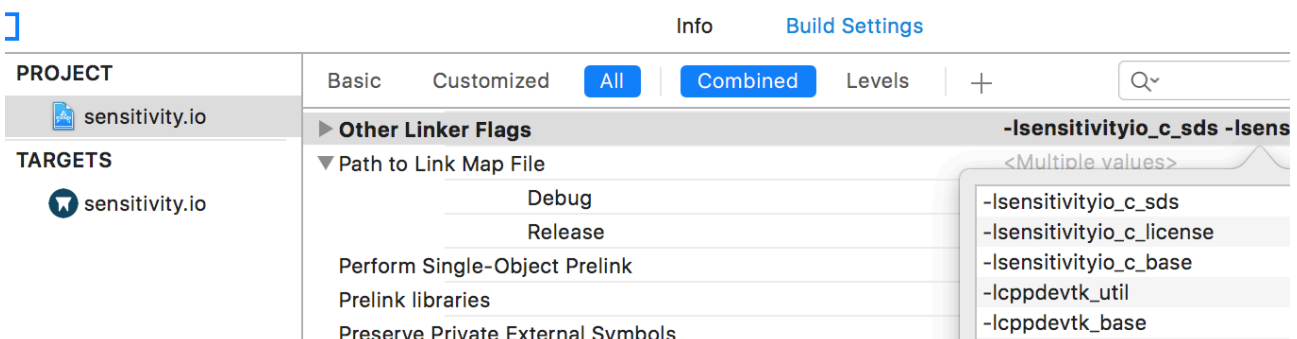 Info Build Settings
PROJECT
Basic Customized All Combined Levels
sensitivity.io
Other Linker Flags -lsensitivityio_c_sds -lsens
TARGETS
Path to Link Map File <Multiple values>
sensitivity.io
Debug
-lsensitivityio_c_sds
Release
-lsensitivityio_c_license
Perform Single-Object Prelink
-lsensitivityio_c_base
Prelink libraries
-lcppdevtk_util
Preserve Private External Symbols
-lcppdevtk_base